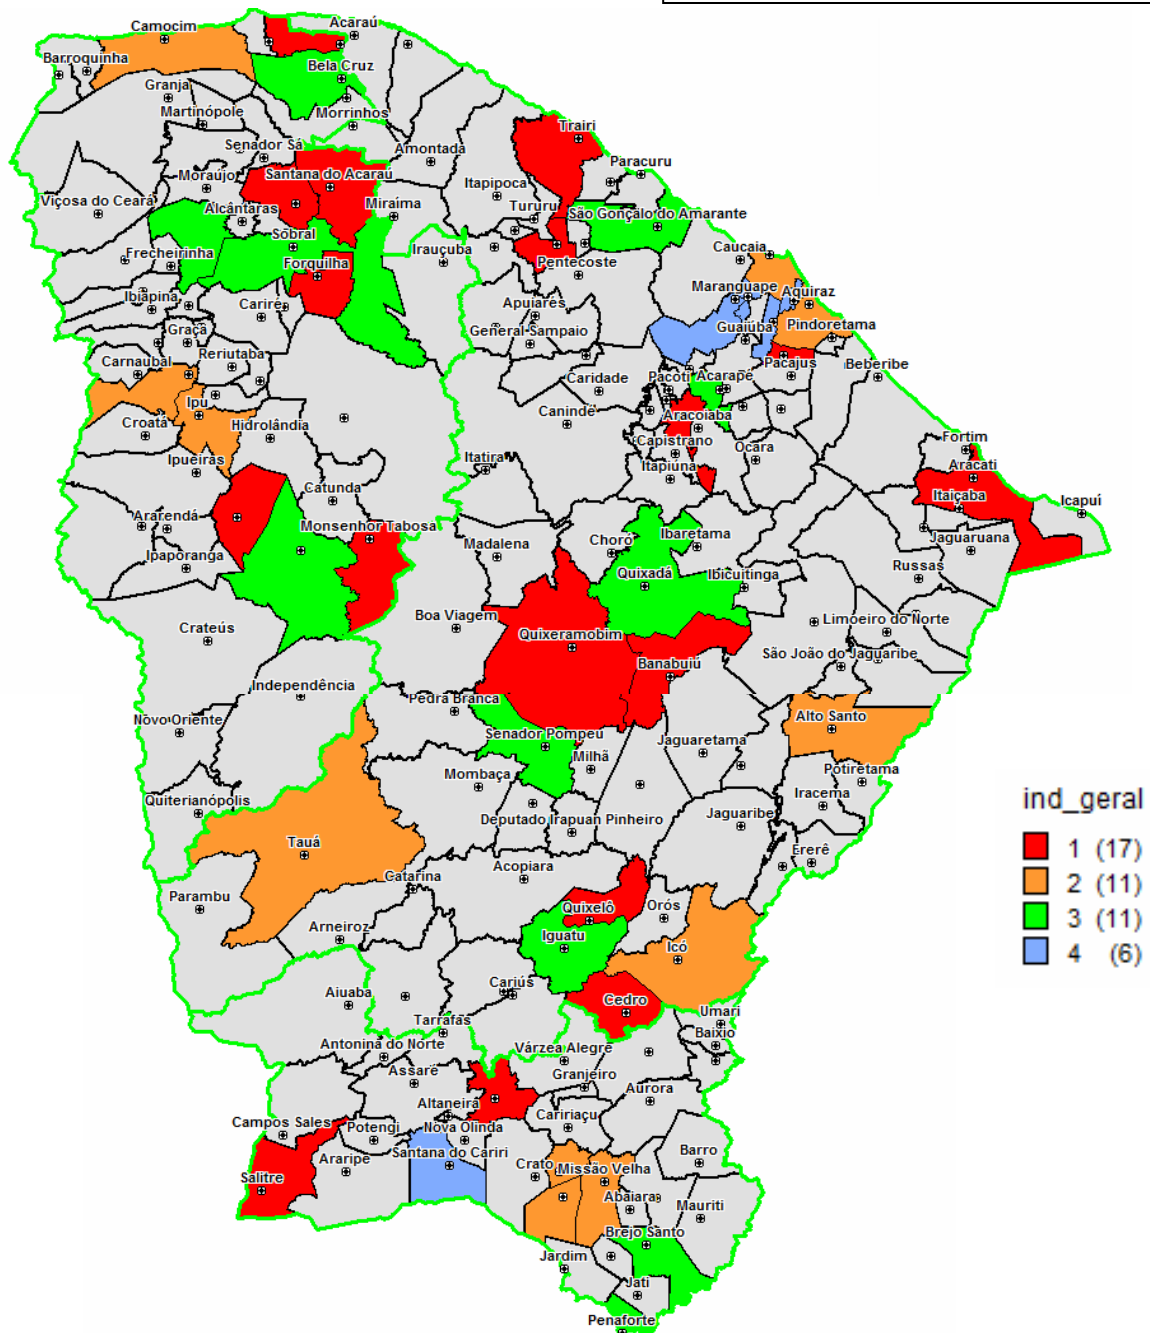 Camocim
Acaraú
Barroquinha
Bela Cruz
Granja
Martinópole
Morrinhos
Trairi
Senador Sá
Amontada
Paracuru
Moraújo
Santana do Acaraú
Itapipoca
Viçosa do Ceará
Alcântaras
Miraíma
Tururu
São Gonçalo do Amarante
Sobral
Frecheirinha
Forquilha
Irauçuba
Pentecoste
Caucaia
Ibiapina
Cariré
Apuiarés
Maranguape
Aquiraz
Graça
General Sampaio
Guaiúba
Pindoretama
Carnaubal
Reriutaba
Pacajus
Beberibe
Caridade
Pacoti
Acarape
Ipu
Canindé
Aracoiaba
Croatá
Hidrolândia
Capistrano
Ocara
Fortim
Ipueiras
Itatira
Itapiúna
Aracati
Catunda
Itaiçaba
Icapuí
Ararendá
Monsenhor Tabosa
Madalena
Choró
Ibaretama
Jaguaruana
Ipaporanga
Quixadá
Ibicuitinga
Russas
Crateús
Boa Viagem
Quixeramobim
Limoeiro do Norte
Banabuiú
São João do Jaguaribe
Independência
Pedra Branca
Novo Oriente
Senador Pompeu
Jaguaretama
Alto Santo
Milhã
Mombaça
Potiretama
Quiterianópolis
Iracema
Deputado Irapuan Pinheiro
Jaguaribe
Tauá
Ererê
Acopiara
Catarina
Parambu
Quixelô
Orós
Arneiroz
Iguatu
Icó
Aiuaba
Cariús
Cedro
Tarrafas
Umari
Baixio
Antonina do Norte
Várzea Alegre
Assaré
Granjeiro
Aurora
Altaneira
Caririaçu
Campos Sales
Potengi
Nova Olinda
Araripe
Santana do Cariri
Crato
Missão Velha
Barro
Salitre
Abaiara
Mauriti
Brejo Santo
Jardim
Jati
Penaforte
ind_geral
1 (17)
2 (11)
3 (11)
4 (6)